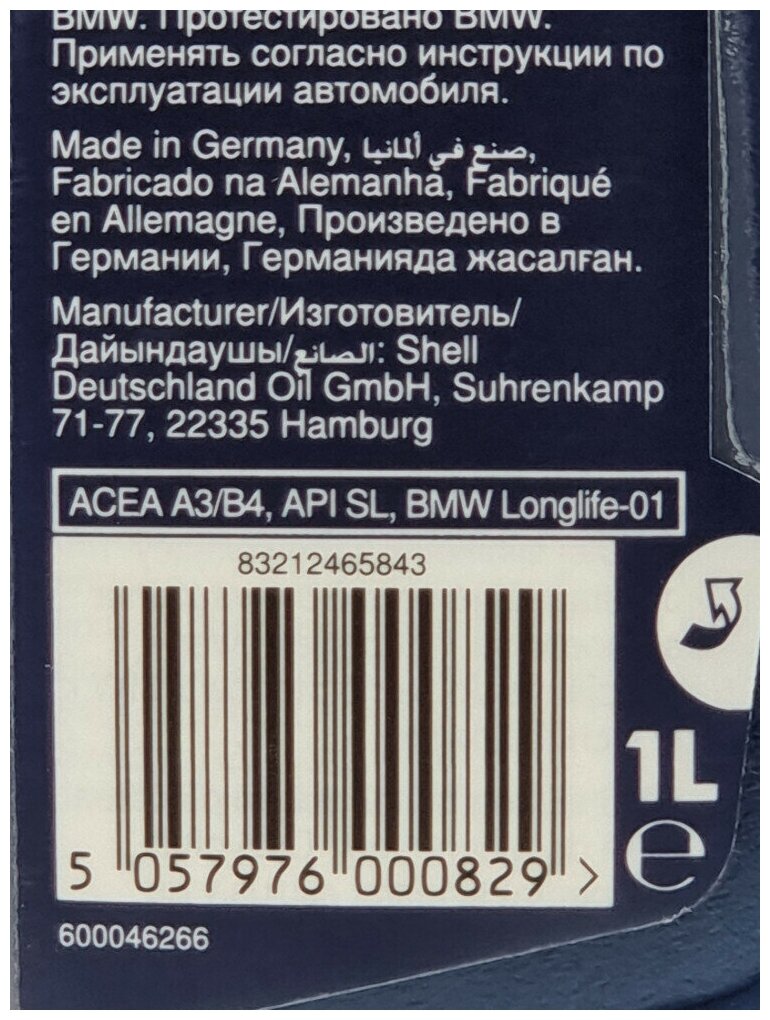 BMW. Протестировано BMW.
Применять согласно инструкции по
эксплуатации автомобиля.
Made in Germany, صنع في ألمانيا,
Fabricado na Alemanha, Fabriqué
en Allemagne, Произведено в
Германии, Германияда жасалған.
Manufacturer/Изготовитель/
Дайындаушы/الصانع: Shell
Deutschland Oil GmbH, Suhrenkamp
71-77, 22335 Hamburg
ACEA A3/B4, API SL, BMW Longlife-01
83212465843
1L
e
5 057976 000829 >
600046266